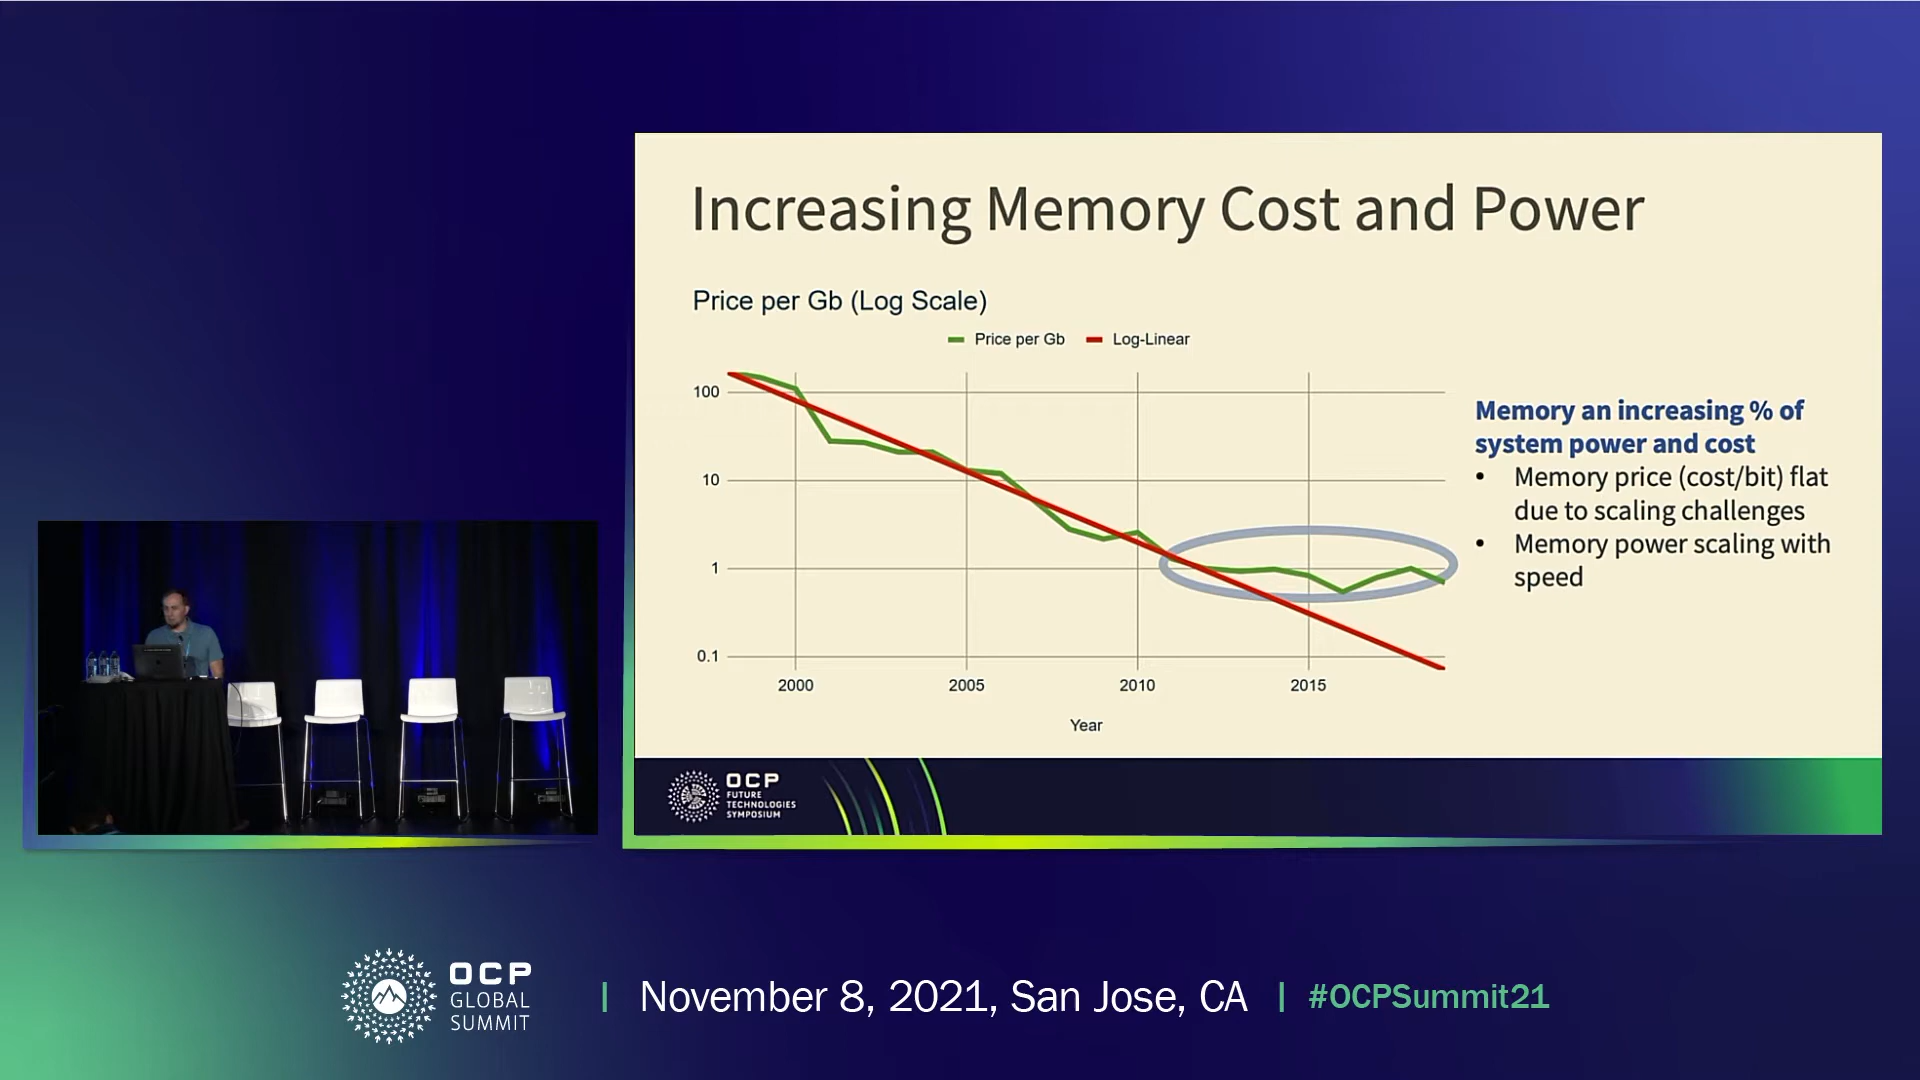 Increasing Memory Cost and Power
Price per Gb (Log Scale)
Price per Gb
Log-Linear
100
10
1
0.1
2000
2005
2010
2015
Year
Memory an increasing % of
system power and cost
• Memory price (cost/bit) flat
due to scaling challenges
• Memory power scaling with
speed
OCP
FUTURE
TECHNOLOGIES
SYMPOSIUM
OCP
GLOBAL
SUMMIT
| November 8, 2021, San Jose, CA | #OCPSummit21